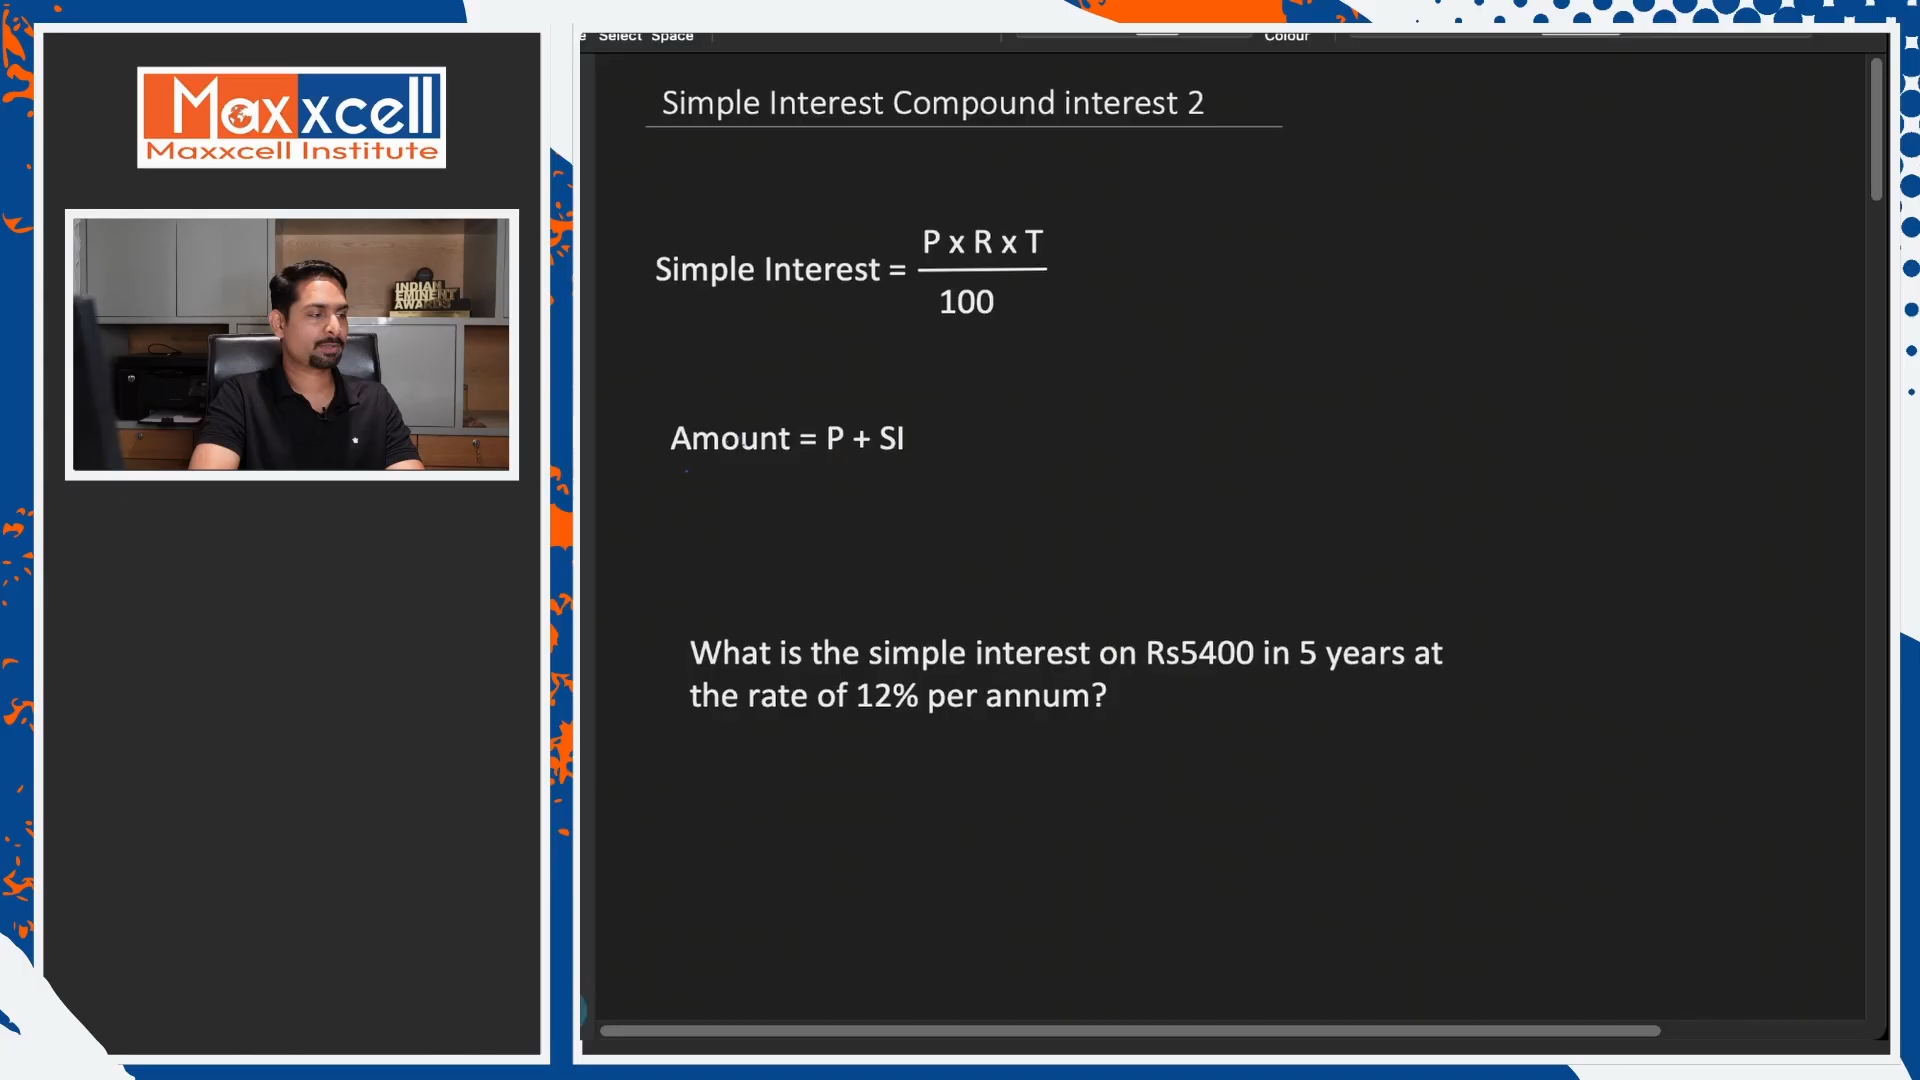 Maxxcell
Maxxcell Institute
INDIAN
EMINENT
AWARDS
Select Space
Colour
Simple Interest Compound interest 2
Simple Interest = P x R x T
100
Amount = P + SI
What is the simple interest on Rs5400 in 5 years at
the rate of 12% per annum?